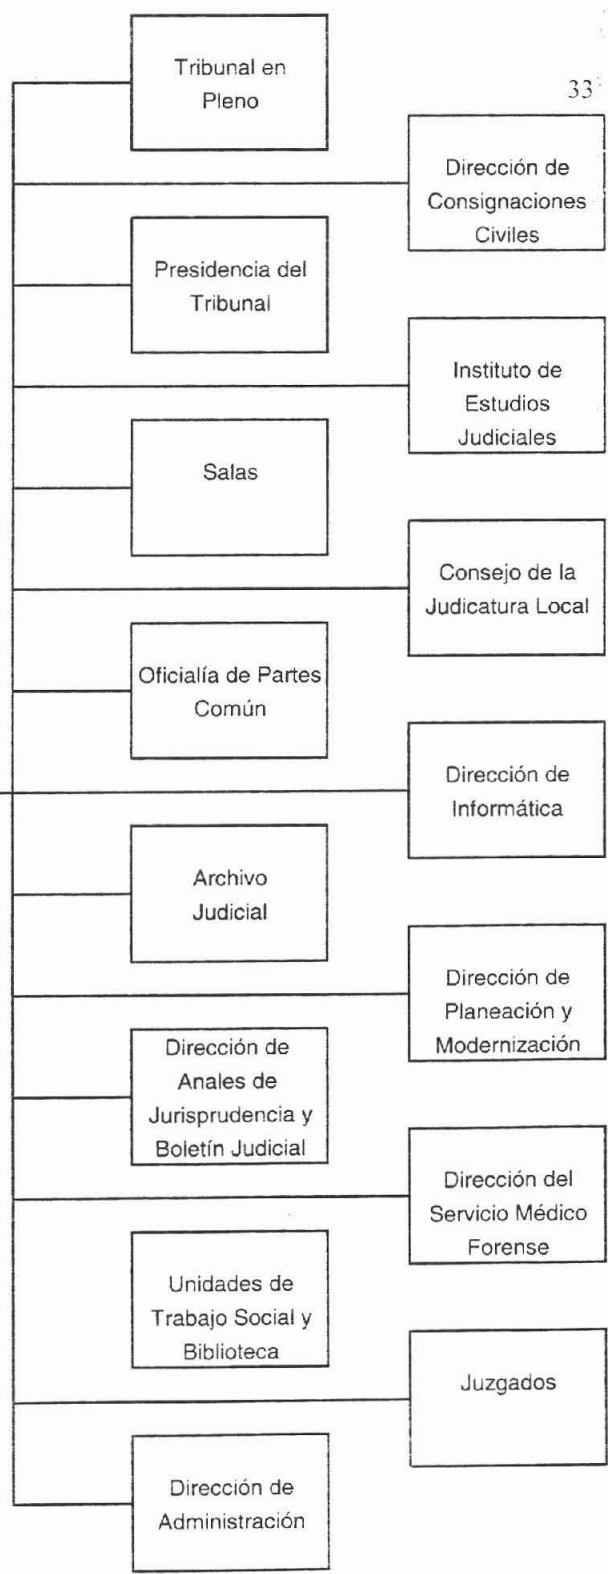 Tribunal en
Pleno
33
Dirección de
Consignaciones
Civiles
Presidencia del
Tribunal
Instituto de
Estudios
Judiciales
Salas
Consejo de la
Judicatura Local
Oficialía de Partes
Común
Dirección de
Informática
Archivo
Judicial
Dirección de
Planeación y
Modernización
Dirección de
Anales de
Jurisprudencia y
Boletín Judicial
Dirección del
Servicio Médico
Forense
Unidades de
Trabajo Social y
Biblioteca
Juzgados
Dirección de
Administración